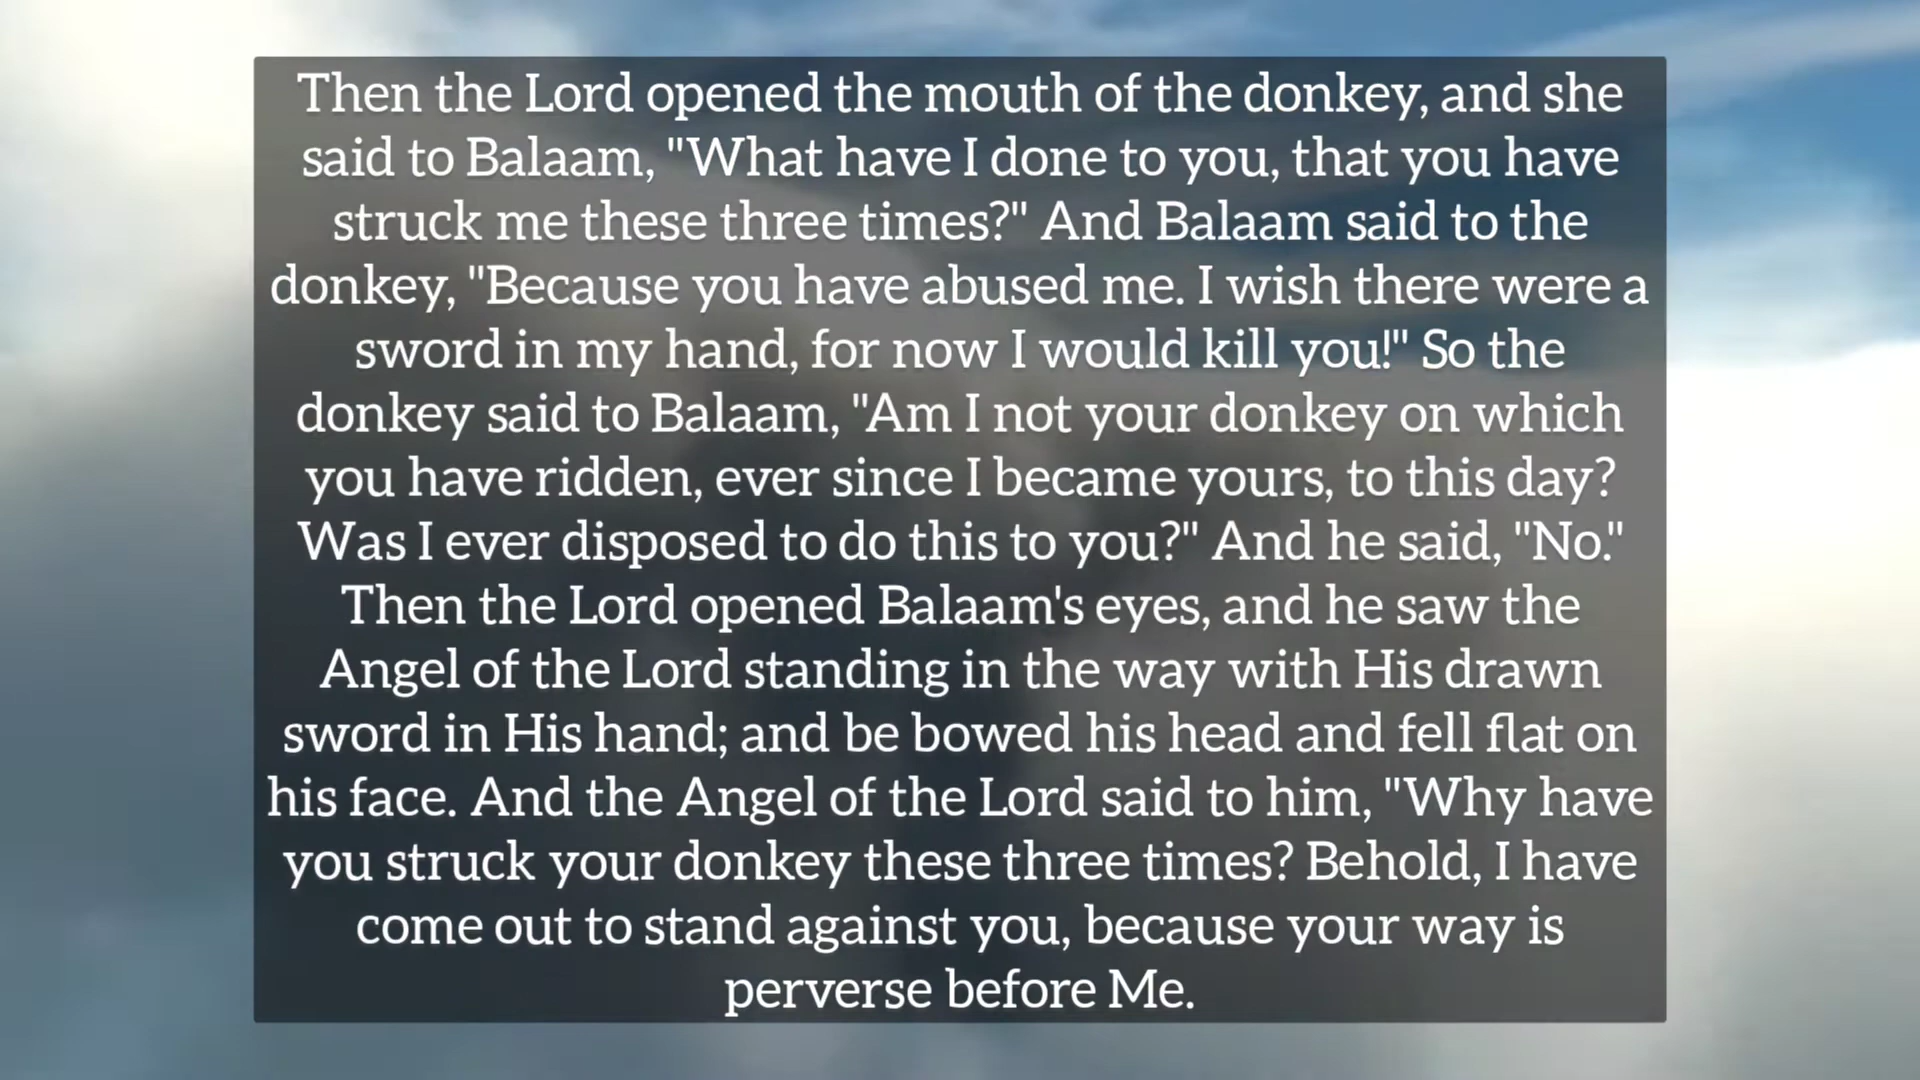 Then the Lord opened the mouth of the donkey, and she
said to Balaam, "What have I done to you, that you have
struck me these three times?" And Balaam said to the
donkey, "Because you have abused me. I wish there were a
sword in my hand, for now I would kill you!" So the
donkey said to Balaam, "Am I not your donkey on which
you have ridden, ever since I became yours, to this day?
Was I ever disposed to do this to you?" And he said, "No."
Then the Lord opened Balaam's eyes, and he saw the
Angel of the Lord standing in the way with His drawn
sword in His hand; and be bowed his head and fell flat on
his face. And the Angel of the Lord said to him, "Why have
you struck your donkey these three times? Behold, I have
come out to stand against you, because your way is
perverse before Me.